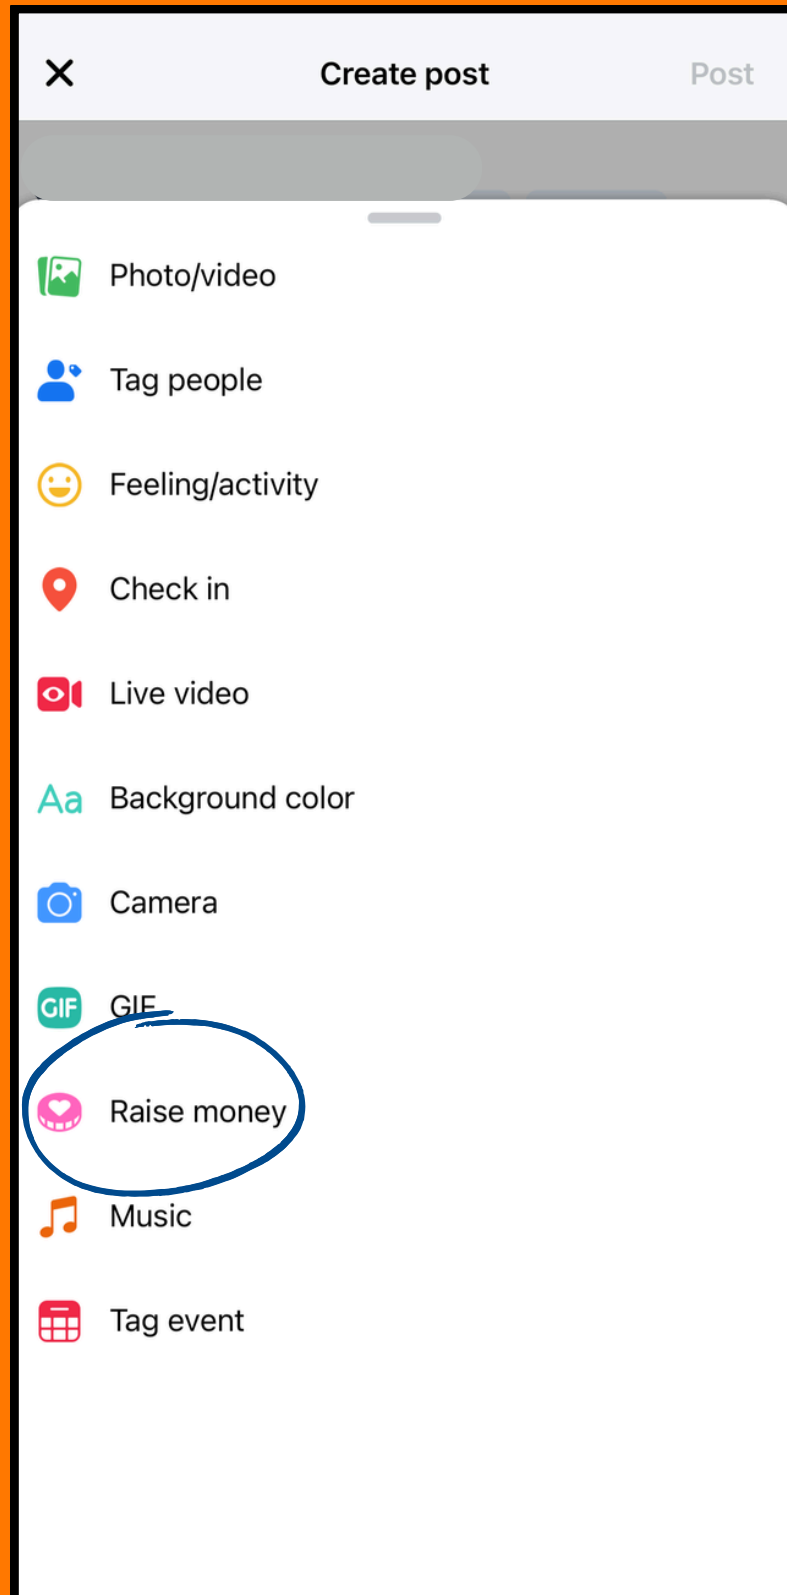 Create post
Post
Photo/video
Tag people
Feeling/activity
Check in
Live video
Aa Background color
Camera
GIF GIF
Raise money
Music
Tag event